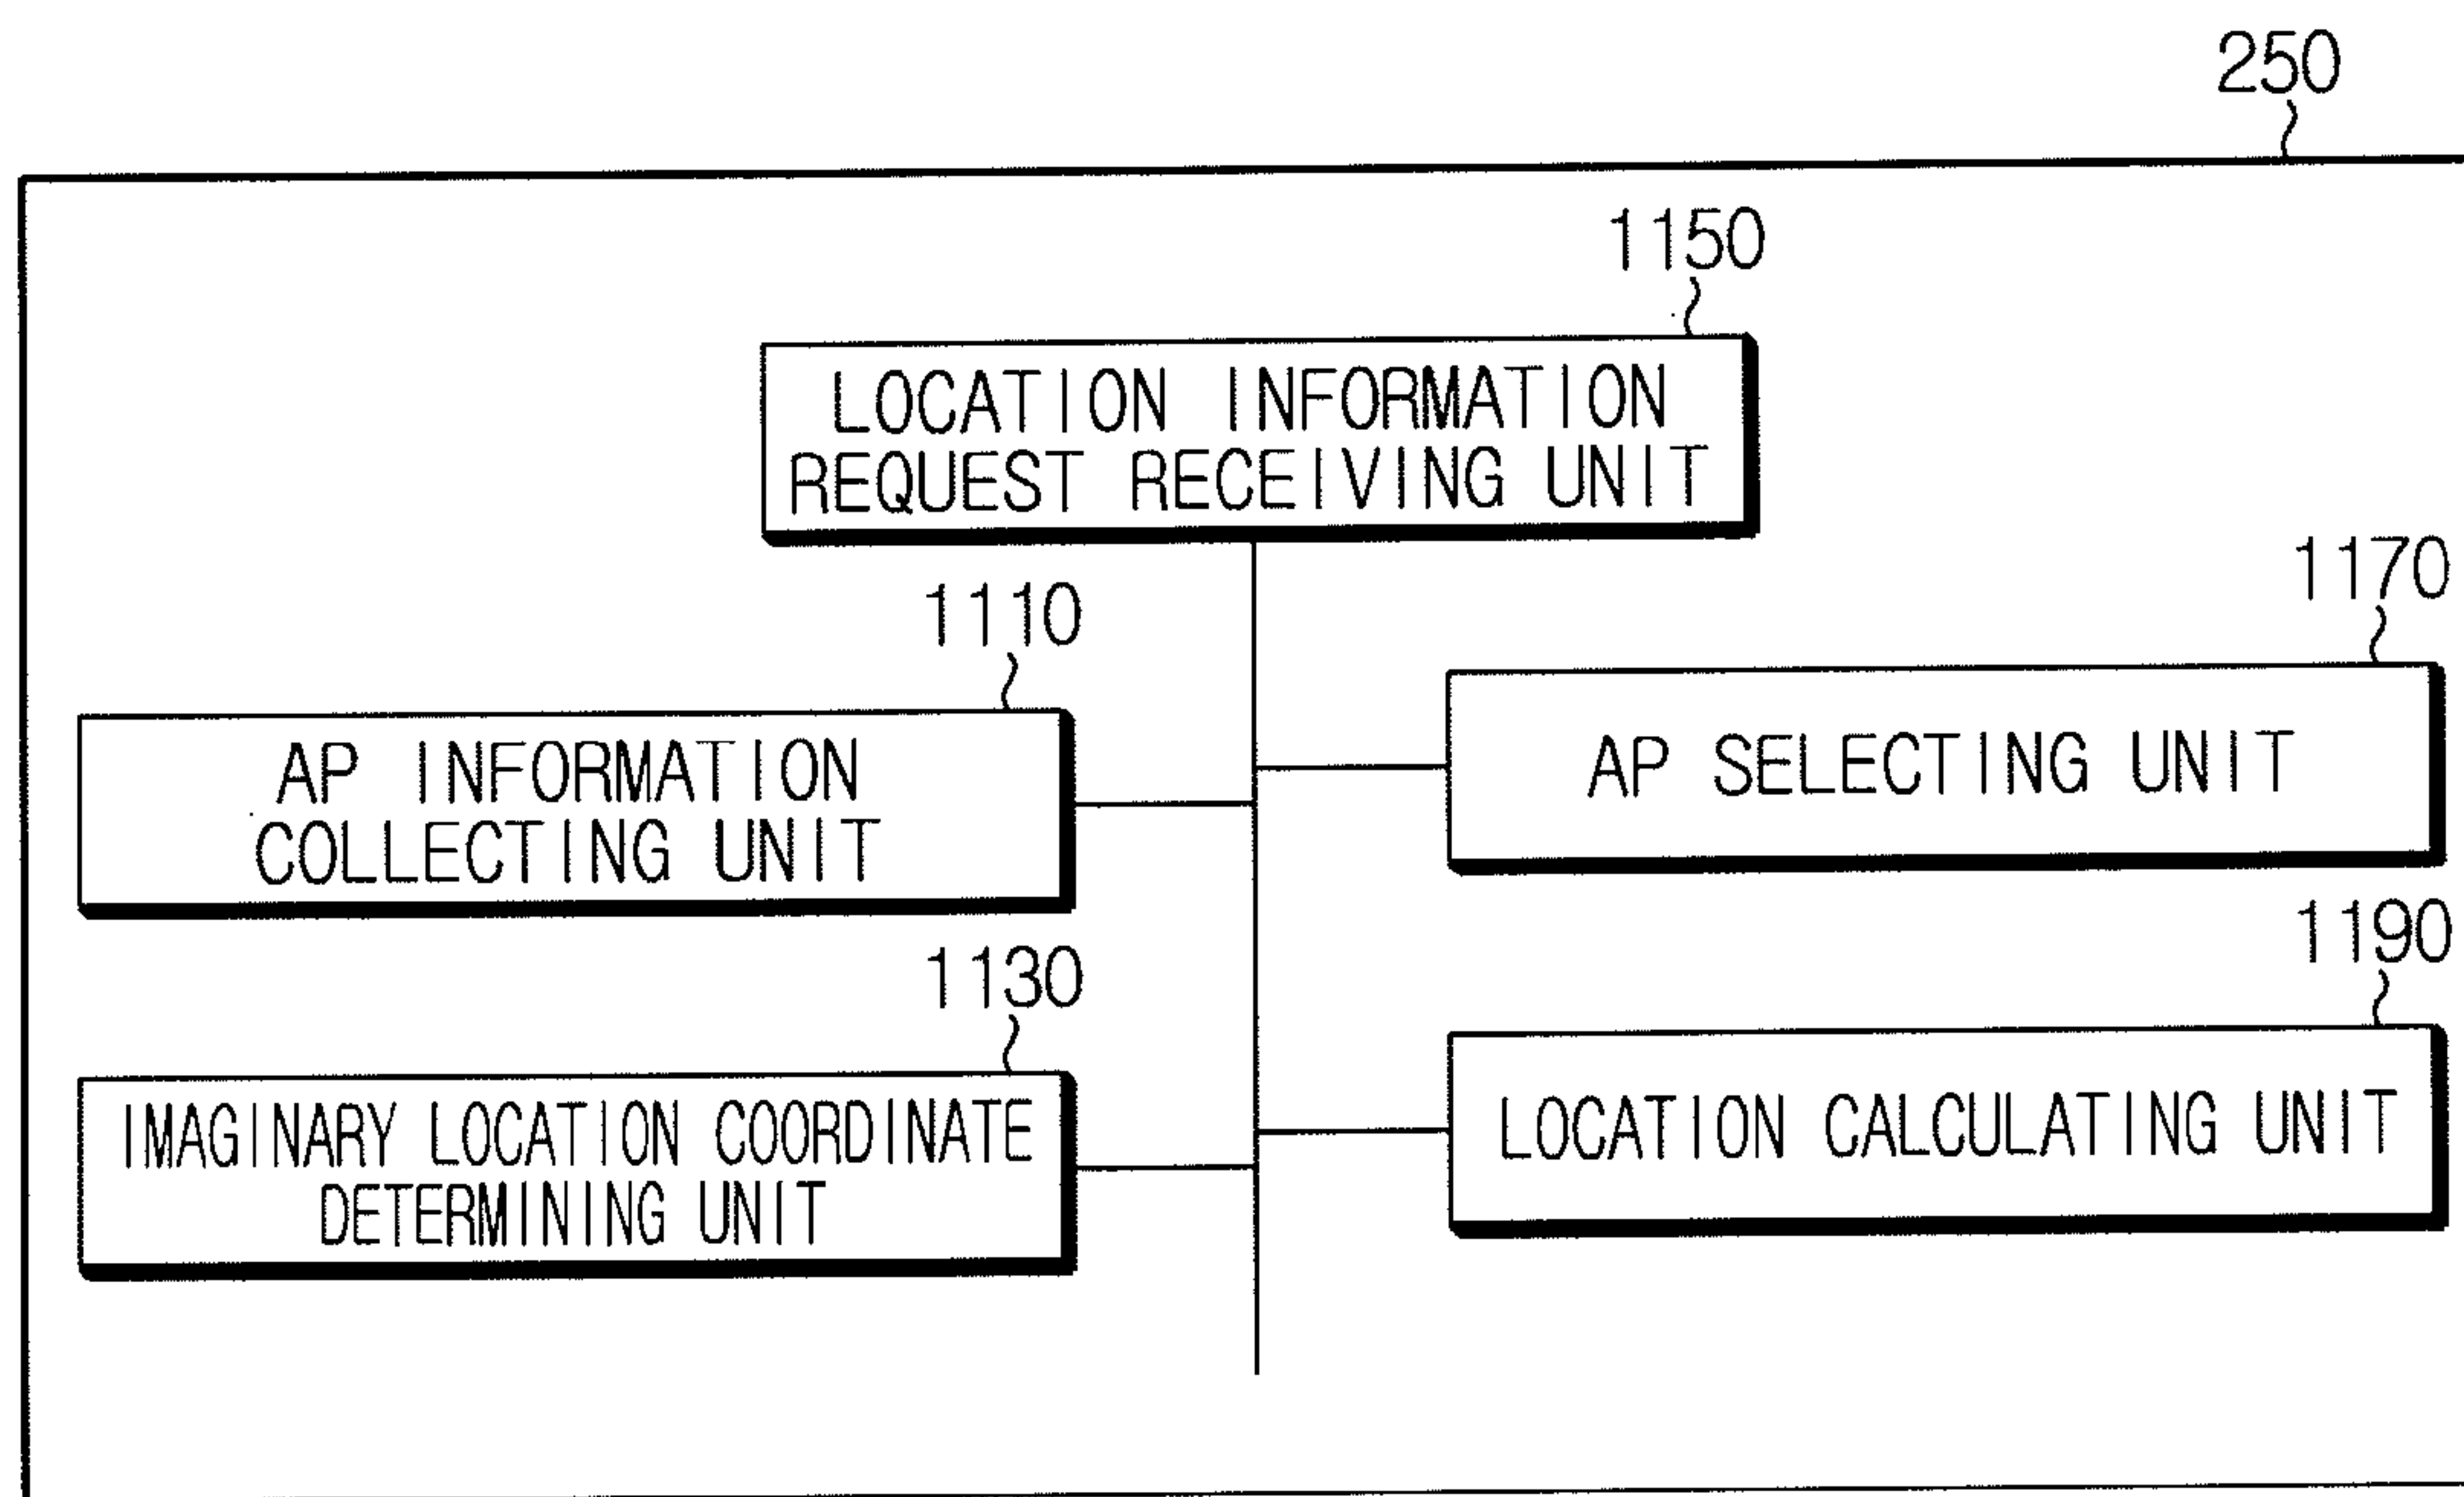 250
1150
LOCATION INFORMATION
REQUEST RECEIVING UNIT
1110
AP INFORMATION
COLLECTING UNIT
1170
AP SELECTING UNIT
1130
IMAGINARY LOCATION COORDINATE
DETERMINING UNIT
1190
LOCATION CALCULATING UNIT